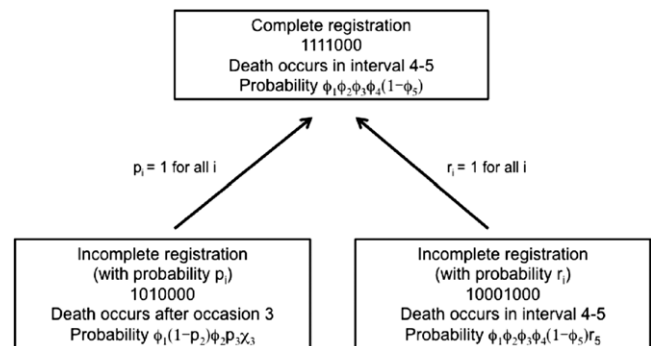 Complete registration
1111000
Death occurs in interval 4-5
Probability ϕ₁ϕ₂ϕ₃ϕ₄(1−ϕ₅)
pᵢ = 1 for all i
rᵢ = 1 for all i
Incomplete registration
(with probability pᵢ)
1010000
Death occurs after occasion 3
Probability ϕ₁(1−p₂)ϕ₂p₃χ₃
Incomplete registration
(with probability rᵢ)
10001000
Death occurs in interval 4-5
Probability ϕ₁ϕ₂ϕ₃ϕ₄(1−ϕ₅)r₅